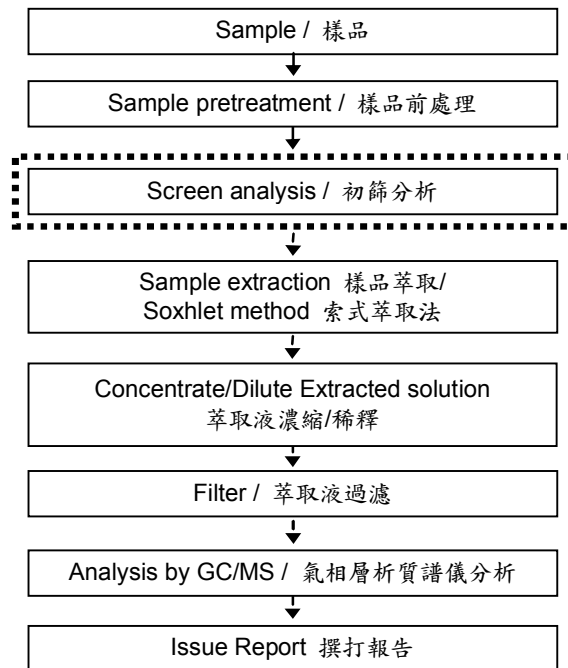 Sample / 樣品
Sample pretreatment / 樣品前處理
Screen analysis / 初篩分析
Sample extraction 樣品萃取/
Soxhlet method 索式萃取法
Concentrate/Dilute Extracted solution
萃取液濃縮/稀釋
Filter / 萃取液過濾
Analysis by GC/MS / 氣相層析質譜儀分析
Issue Report 撰打報告